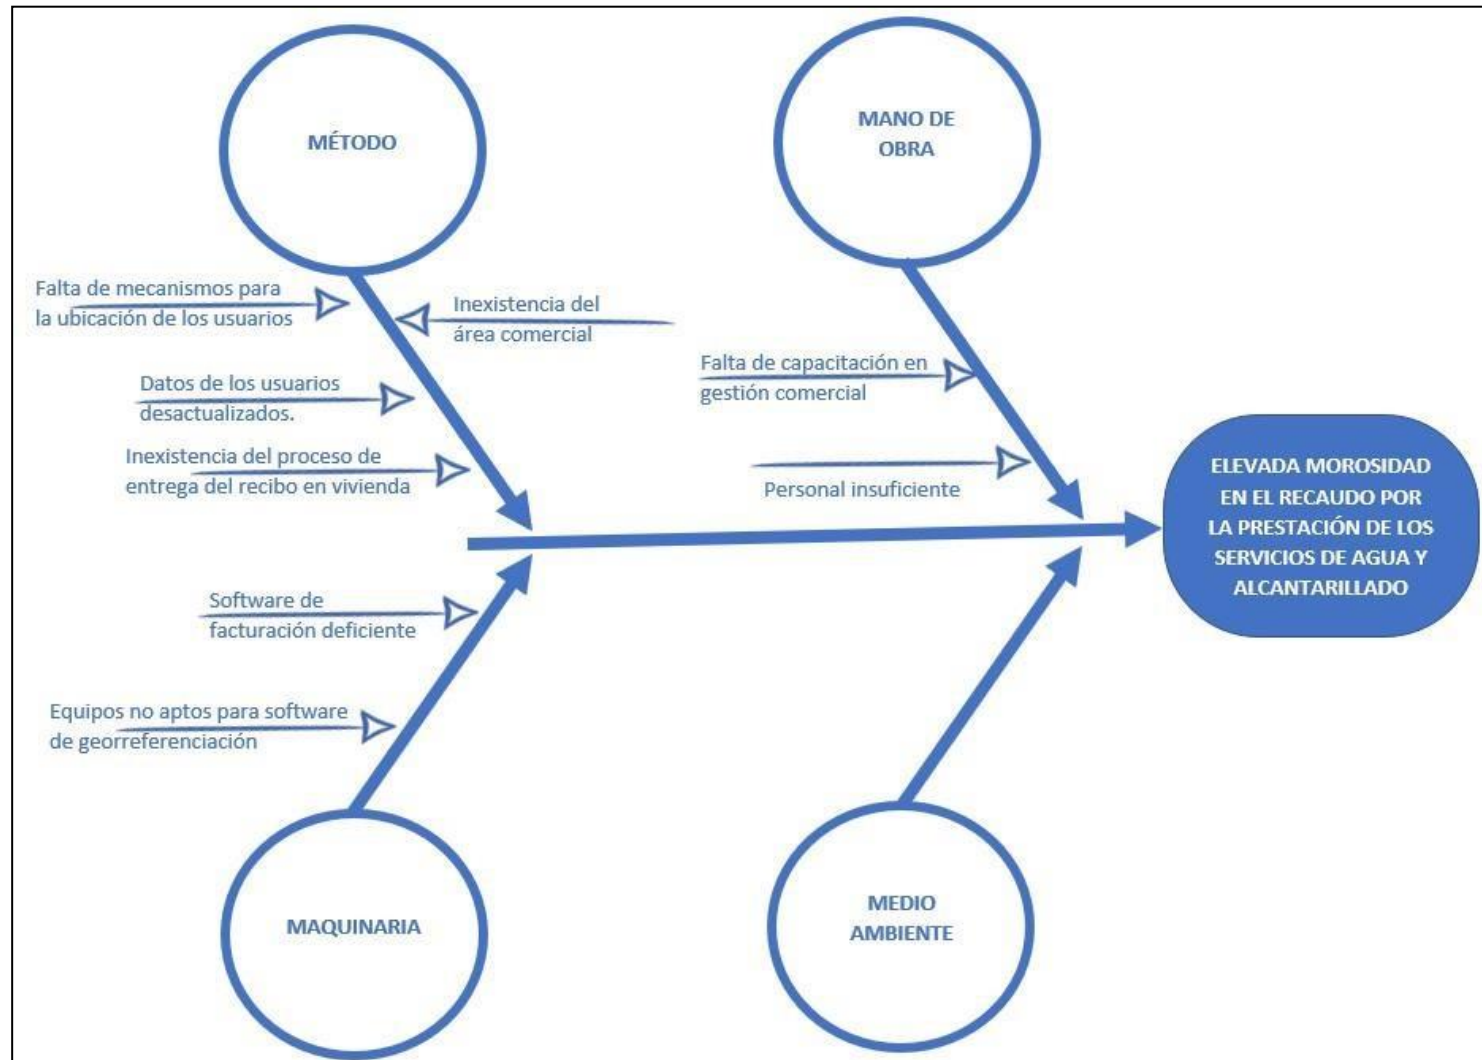 MÉTODO
MANO DE
OBRA
Falta de mecanismos para
la ubicación de los usuarios
Inexistencia del
área comercial
Datos de los usuarios
desactualizados.
Inexistencia del proceso de
entrega del recibo en vivienda
Falta de capacitación en
gestión comercial
Personal insuficiente
ELEVADA MOROSIDAD
EN EL RECAUDO POR
LA PRESTACIÓN DE LOS
SERVICIOS DE AGUA Y
ALCANTARILLADO
Software de
facturación deficiente
Equipos no aptos para software
de georreferenciación
MAQUINARIA
MEDIO
AMBIENTE